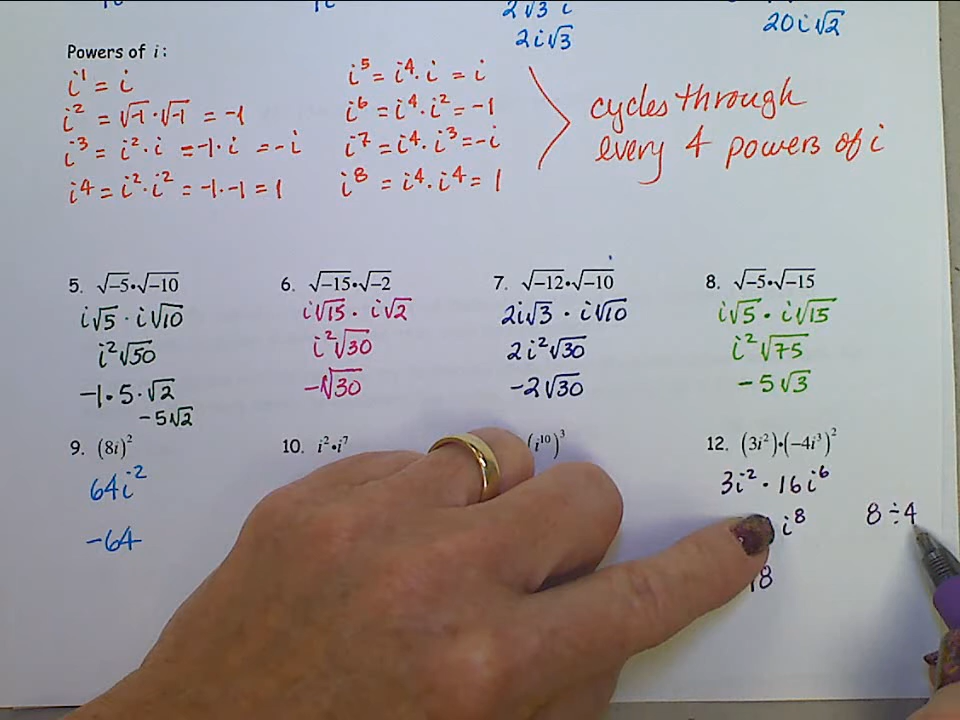 2√3 i
2i√3
20i√2
Powers of i:
i¹ = i
i² = √-1 · √-1 = -1
i³ = i² · i = -1 · i = -i
i⁴ = i² · i² = -1 · -1 = 1
i⁵ = i⁴ · i = i
i⁶ = i⁴ · i² = -1
i⁷ = i⁴ · i³ = -i
i⁸ = i⁴ · i⁴ = 1
cycles through
every 4 powers of i
5. √-5 • √-10
i√5 · i√10
i²√50
-1 • 5 • √2
-5√2
6. √-15 • √-2
i√15 · i√2
i²√30
-√30
7. √-12 • √-10
2i√3 · i√10
2i²√30
-2√30
8. √-5 • √-15
i√5 • i√15
i²√75
-5√3
9. (8i)²
64i²
-64
10. i² • i⁷
(i¹⁰)³
12. (3i²) • (-4i³)²
3i² · 16i⁶
i⁸
8
8 ÷ 4